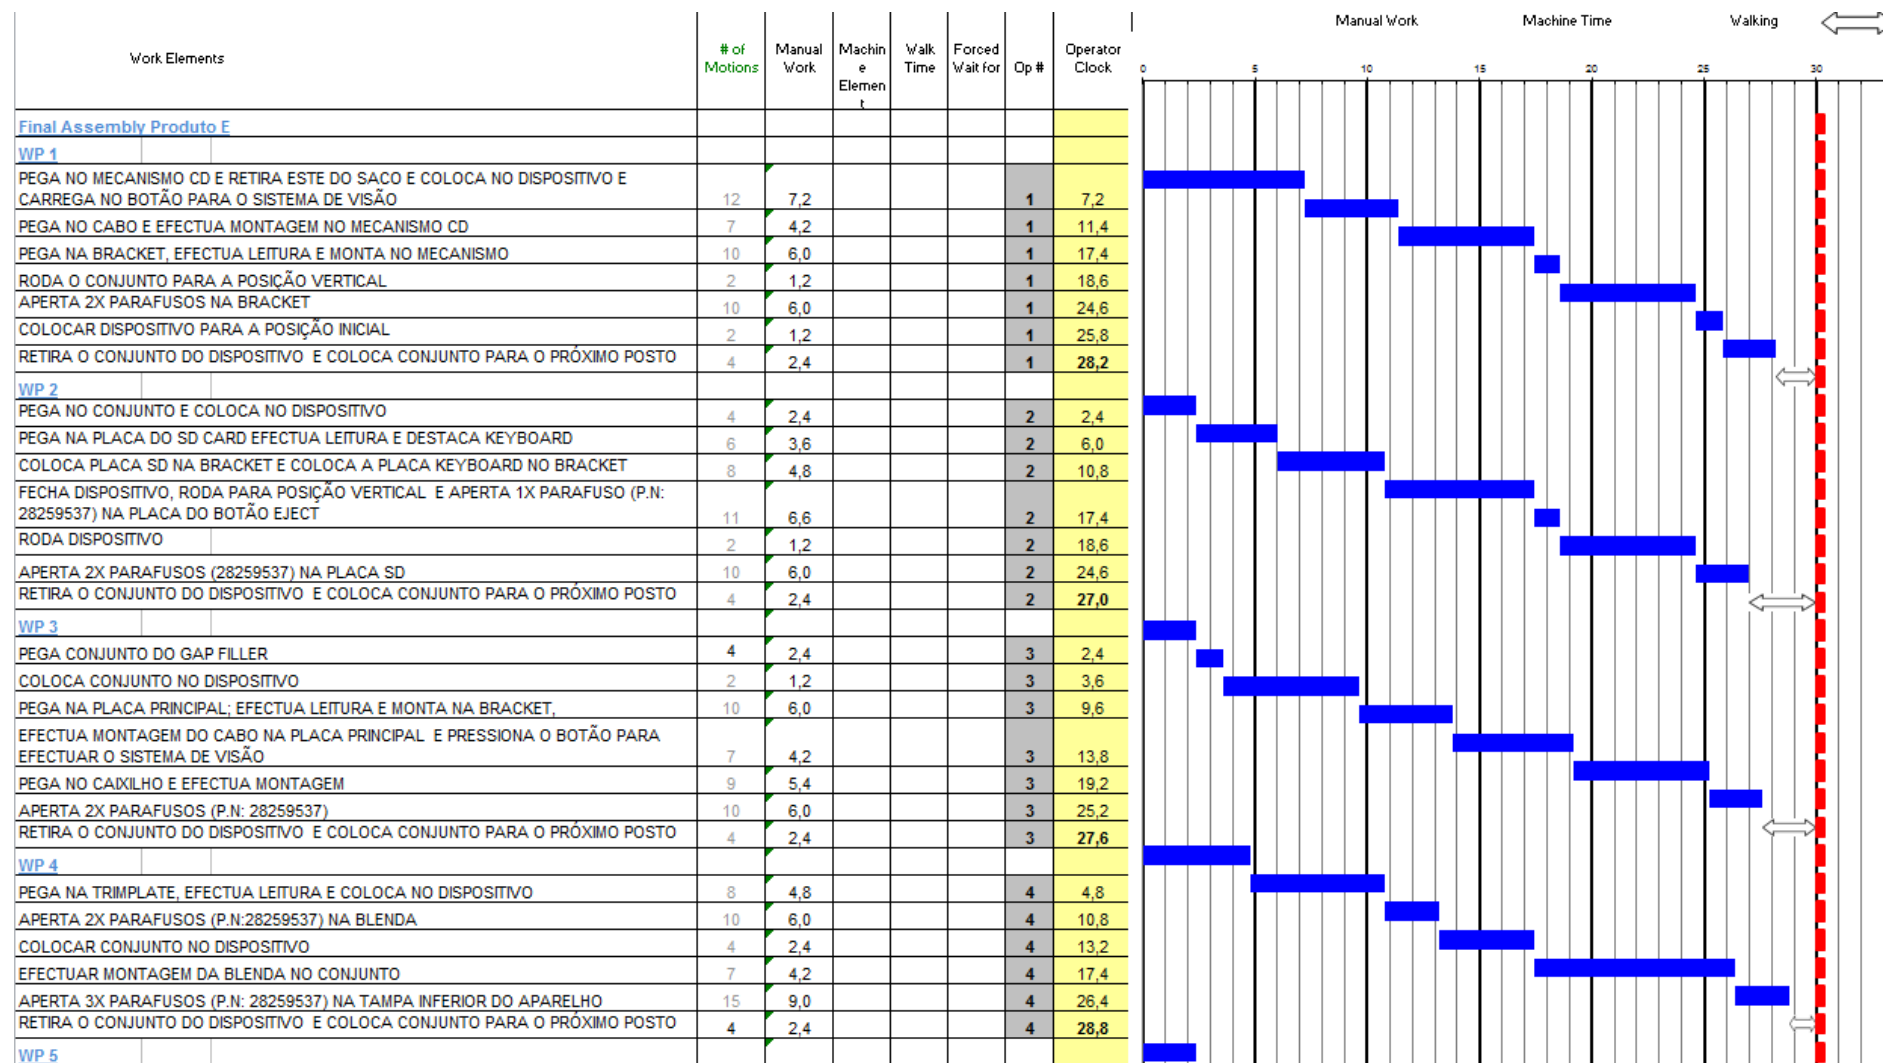 Manual Work Machine Time Walking
Work Elements # of Motions Manual Work Machin e Elemen t Walk Time Forced Wait for Op # Operator Clock
0 5 10 15 20 25 30
Final Assembly Produto E
WP 1
PEGA NO MECANISMO CD E RETIRA ESTE DO SACO E COLOCA NO DISPOSITIVO E
CARREGA NO BOTÃO PARA O SISTEMA DE VISÃO 12 7,2 1 7,2
PEGA NO CABO E EFECTUA MONTAGEM NO MECANISMO CD 7 4,2 1 11,4
PEGA NA BRACKET, EFECTUA LEITURA E MONTA NO MECANISMO 10 6,0 1 17,4
RODA O CONJUNTO PARA A POSIÇÃO VERTICAL 2 1,2 1 18,6
APERTA 2X PARAFUSOS NA BRACKET 10 6,0 1 24,6
COLOCAR DISPOSITIVO PARA A POSIÇÃO INICIAL 2 1,2 1 25,8
RETIRA O CONJUNTO DO DISPOSITIVO E COLOCA CONJUNTO PARA O PRÓXIMO POSTO 4 2,4 1 28,2
WP 2
PEGA NO CONJUNTO E COLOCA NO DISPOSITIVO 4 2,4 2 2,4
PEGA NA PLACA DO SD CARD EFECTUA LEITURA E DESTACA KEYBOARD 6 3,6 2 6,0
COLOCA PLACA SD NA BRACKET E COLOCA A PLACA KEYBOARD NO BRACKET 8 4,8 2 10,8
FECHA DISPOSITIVO, RODA PARA POSIÇÃO VERTICAL E APERTA 1X PARAFUSO (P.N:
28259537) NA PLACA DO BOTÃO EJECT 11 6,6 2 17,4
RODA DISPOSITIVO 2 1,2 2 18,6
APERTA 2X PARAFUSOS (28259537) NA PLACA SD 10 6,0 2 24,6
RETIRA O CONJUNTO DO DISPOSITIVO E COLOCA CONJUNTO PARA O PRÓXIMO POSTO 4 2,4 2 27,0
WP 3
PEGA CONJUNTO DO GAP FILLER 4 2,4 3 2,4
COLOCA CONJUNTO NO DISPOSITIVO 2 1,2 3 3,6
PEGA NA PLACA PRINCIPAL; EFECTUA LEITURA E MONTA NA BRACKET, 10 6,0 3 9,6
EFECTUA MONTAGEM DO CABO NA PLACA PRINCIPAL E PRESSIONA O BOTÃO PARA
EFECTUAR O SISTEMA DE VISÃO 7 4,2 3 13,8
PEGA NO CAIXILHO E EFECTUA MONTAGEM 9 5,4 3 19,2
APERTA 2X PARAFUSOS (P.N: 28259537) 10 6,0 3 25,2
RETIRA O CONJUNTO DO DISPOSITIVO E COLOCA CONJUNTO PARA O PRÓXIMO POSTO 4 2,4 3 27,6
WP 4
PEGA NA TRIMPLATE, EFECTUA LEITURA E COLOCA NO DISPOSITIVO 8 4,8 4 4,8
APERTA 2X PARAFUSOS (P.N:28259537) NA BLENDA 10 6,0 4 10,8
COLOCAR CONJUNTO NO DISPOSITIVO 4 2,4 4 13,2
EFECTUAR MONTAGEM DA BLENDA NO CONJUNTO 7 4,2 4 17,4
APERTA 3X PARAFUSOS (P.N: 28259537) NA TAMPA INFERIOR DO APARELHO 15 9,0 4 26,4
RETIRA O CONJUNTO DO DISPOSITIVO E COLOCA CONJUNTO PARA O PRÓXIMO POSTO 4 2,4 4 28,8
WP 5